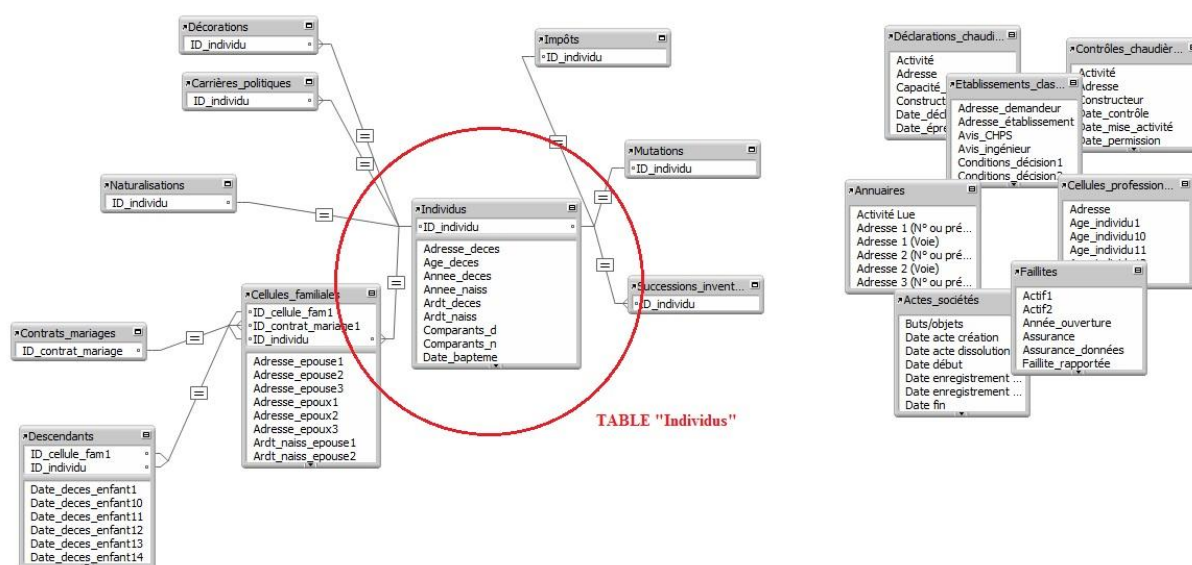 Décorations
ID_individu
Carrières_politiques
ID_individu
Naturalisations
ID_individu
Impôts
ID_individu
Mutations
ID_individu
Individus
ID_individu
Adresse_deces
Age_deces
Annee_deces
Annee_naiss
Ardt_deces
Ardt_naiss
Comparants_d
Comparants_n
Date_bapteme
Successions_invent...
ID_individu
Cellules_familiales
ID_cellule_fam1
ID_contrat_mariage1
ID_individu
Adresse_epouse1
Adresse_epouse2
Adresse_epouse3
Adresse_epoux1
Adresse_epoux2
Adresse_epoux3
Ardt_naiss_epouse1
Ardt_naiss_epouse2
Contrats_mariages
ID_contrat_mariage
Descendants
ID_cellule_fam1
ID_individu
Date_deces_enfant1
Date_deces_enfant10
Date_deces_enfant11
Date_deces_enfant12
Date_deces_enfant13
Date_deces_enfant14
TABLE "Individus"
Déclarations_chaudi...
Activité
Adresse
Capacité_
Construct
Date_décl
Date_épre
Contrôles_chaudièr...
Activité
Adresse
Constructeur
Date_contrôle
Date_mise_activité
Date_permission
Etablissements_clas...
Adresse_demandeur
Adresse_établissement
Avis_CHPS
Avis_ingénieur
Conditions_décision1
Annuaires
Activité Lue
Adresse 1 (N° ou pré...
Adresse 1 (Voie)
Adresse 2 (N° ou pré...
Adresse 2 (Voie)
Adresse 3 (N° ou pré...
Cellules_profession...
Adresse
Age_individu1
Age_individu10
Age_individu11
Faillites
Actif1
Actif2
Année_ouverture
Assurance
Assurance_données
Faillite_rapportée
Actes_sociétés
Buts/objets
Date acte création
Date acte dissolution
Date début
Date enregistrement ...
Date enregistrement ...
Date fin